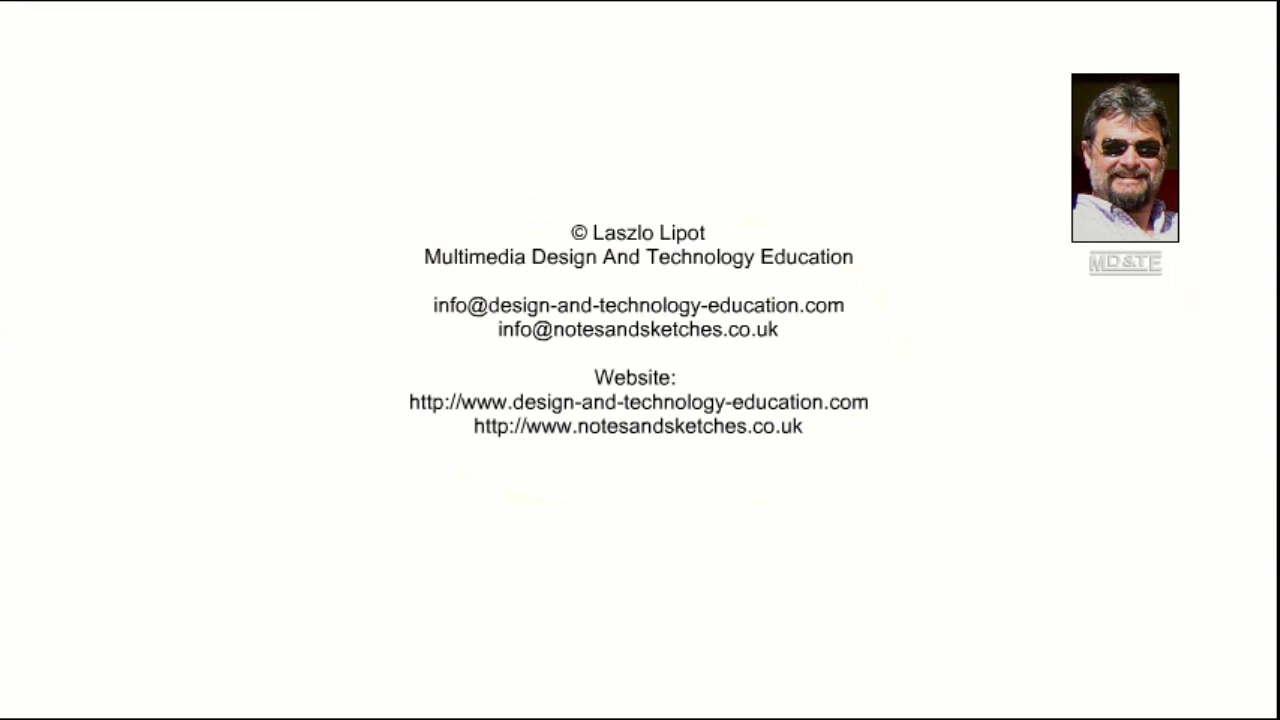 © Laszlo Lipot
Multimedia Design And Technology Education
info@design-and-technology-education.com
info@notesandsketches.co.uk
Website:
http://www.design-and-technology-education.com
http://www.notesandsketches.co.uk
MD&TE